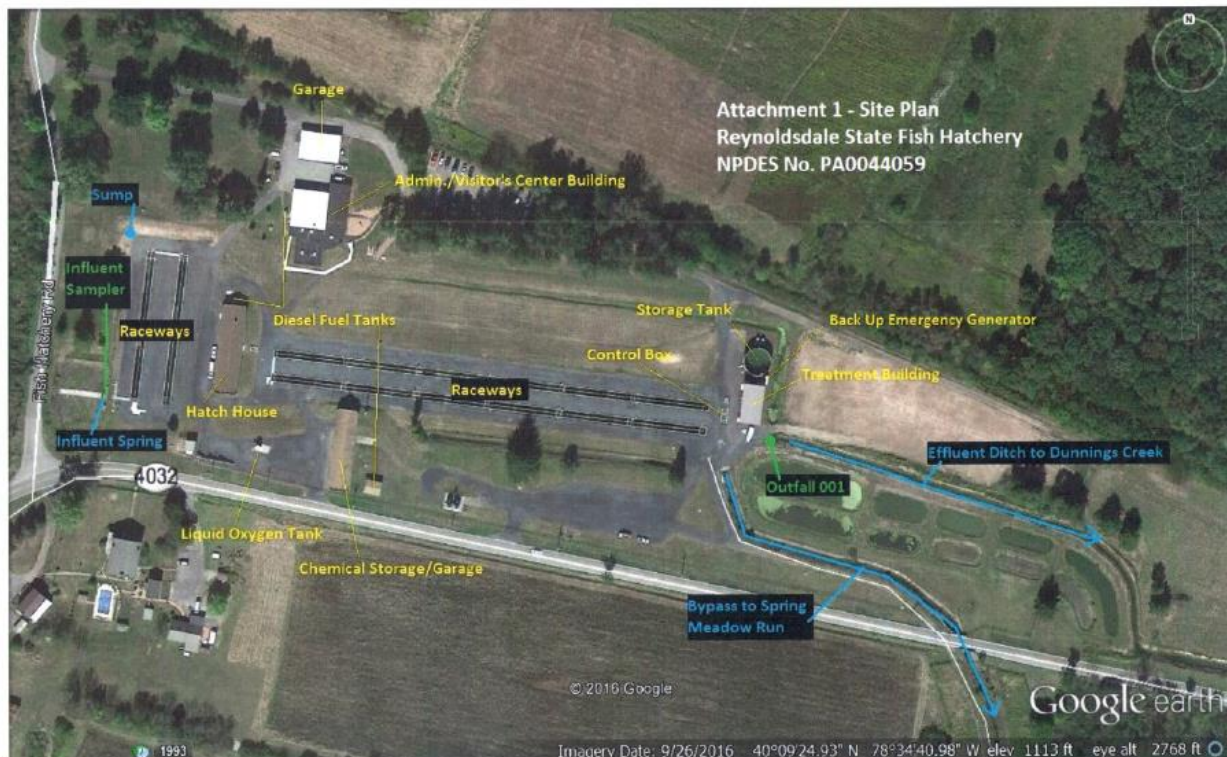 N
Attachment 1 - Site Plan
Reynoldsdale State Fish Hatchery
NPDES No. PA0044059
Garage
Admin./Visitor's Center Building
Sump
Influent
Sampler
Fish Hatchery Rd
Raceways
Diesel Fuel Tanks
Storage Tank
Back Up Emergency Generator
Control Box
Treatment Building
Raceways
Hatch House
Influent Spring
Effluent Ditch to Dunnings Creek
4032
Outfall 001
Liquid Oxygen Tank
Chemical Storage/Garage
Bypass to Spring
Meadow Run
© 2016 Google
Google earth
1993
Imagery Date: 9/26/2016 40°09'24.93" N 78°34'40.98" W elev 1113 ft eye alt 2768 ft